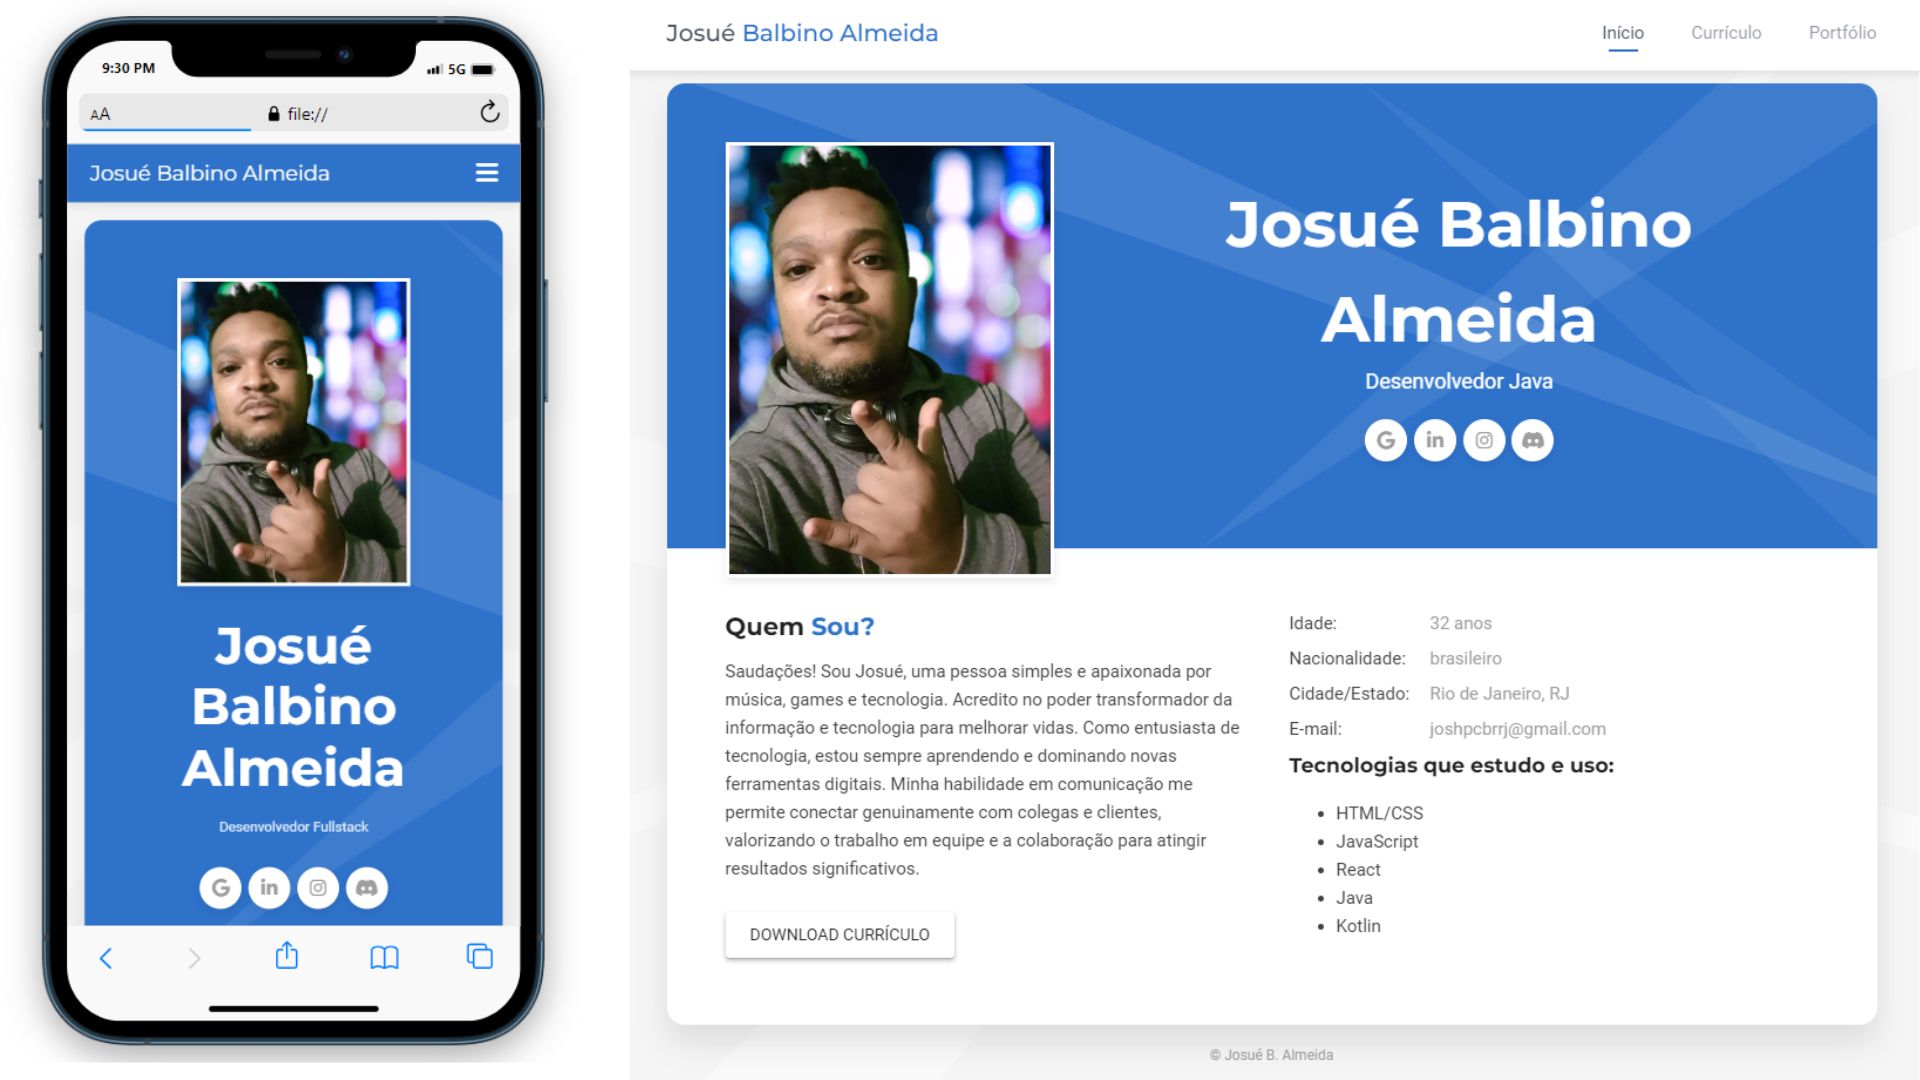 9:30 PM
5G
AA
file://
Josué Balbino Almeida
Josué
Balbino
Almeida
Desenvolvedor Fullstack
Josué Balbino Almeida
Início
Currículo
Portfólio
Josué Balbino
Almeida
Desenvolvedor Java
Quem Sou?
Saudações! Sou Josué, uma pessoa simples e apaixonada por
música, games e tecnologia. Acredito no poder transformador da
informação e tecnologia para melhorar vidas. Como entusiasta de
tecnologia, estou sempre aprendendo e dominando novas
ferramentas digitais. Minha habilidade em comunicação me
permite conectar genuinamente com colegas e clientes,
valorizando o trabalho em equipe e a colaboração para atingir
resultados significativos.
DOWNLOAD CURRÍCULO
Idade: 32 anos
Nacionalidade: brasileiro
Cidade/Estado: Rio de Janeiro, RJ
E-mail: joshpcbrrj@gmail.com
Tecnologias que estudo e uso:
• HTML/CSS
• JavaScript
• React
• Java
• Kotlin
© Josué B. Almeida